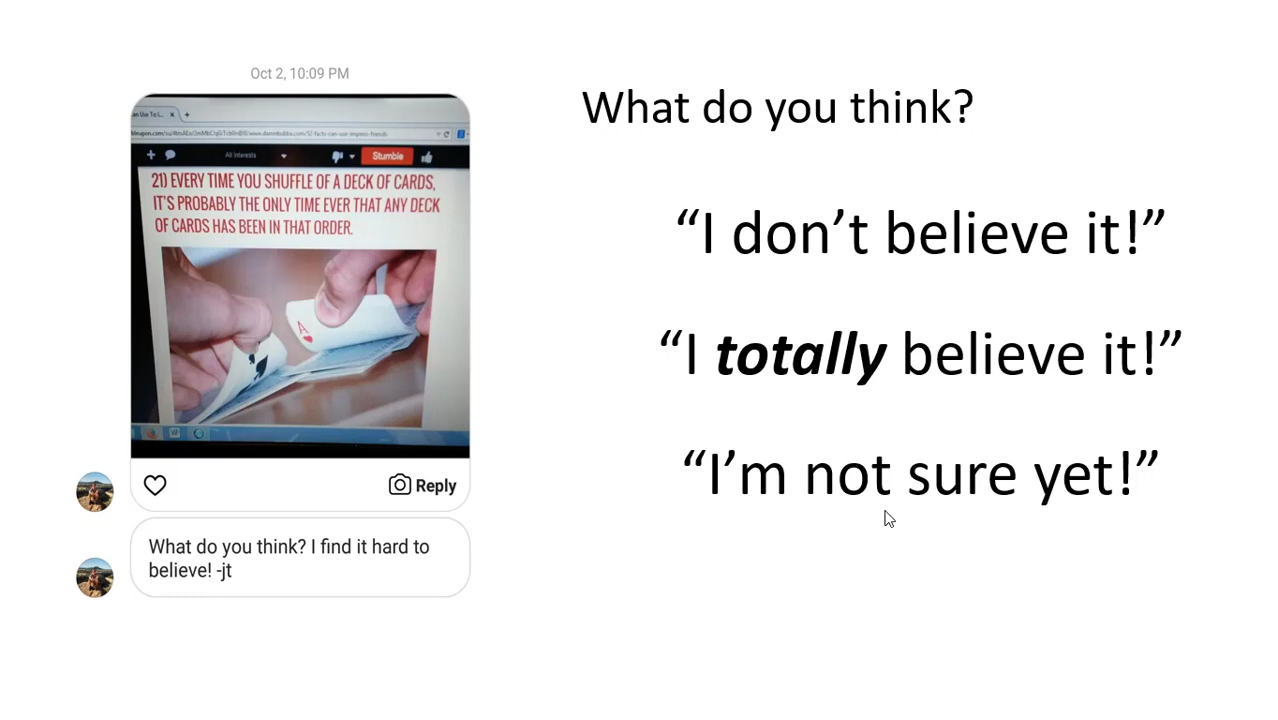 Oct 2, 10:09 PM
All Interests
Stumble
21) EVERY TIME YOU SHUFFLE OF A DECK OF CARDS,
IT'S PROBABLY THE ONLY TIME EVER THAT ANY DECK
OF CARDS HAS BEEN IN THAT ORDER.
A
Reply
What do you think? I find it hard to
believe! -jt
What do you think?
“I don’t believe it!”
“I totally believe it!”
“I’m not sure yet!”